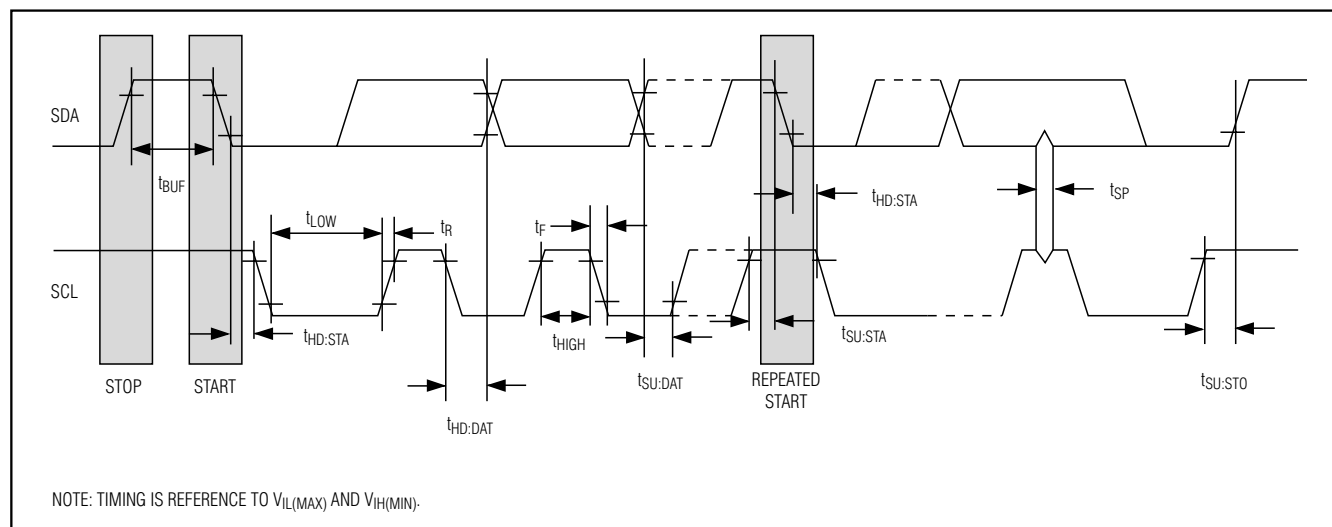 SDA
tBUF
tLOW
tR
tF
tHD:STA
tSP
SCL
tHD:STA
tHIGH
tSU:STA
tSU:DAT
STOP
START
REPEATED
START
tSU:STO
tHD:DAT
NOTE: TIMING IS REFERENCE TO VIL(MAX) AND VIH(MIN).